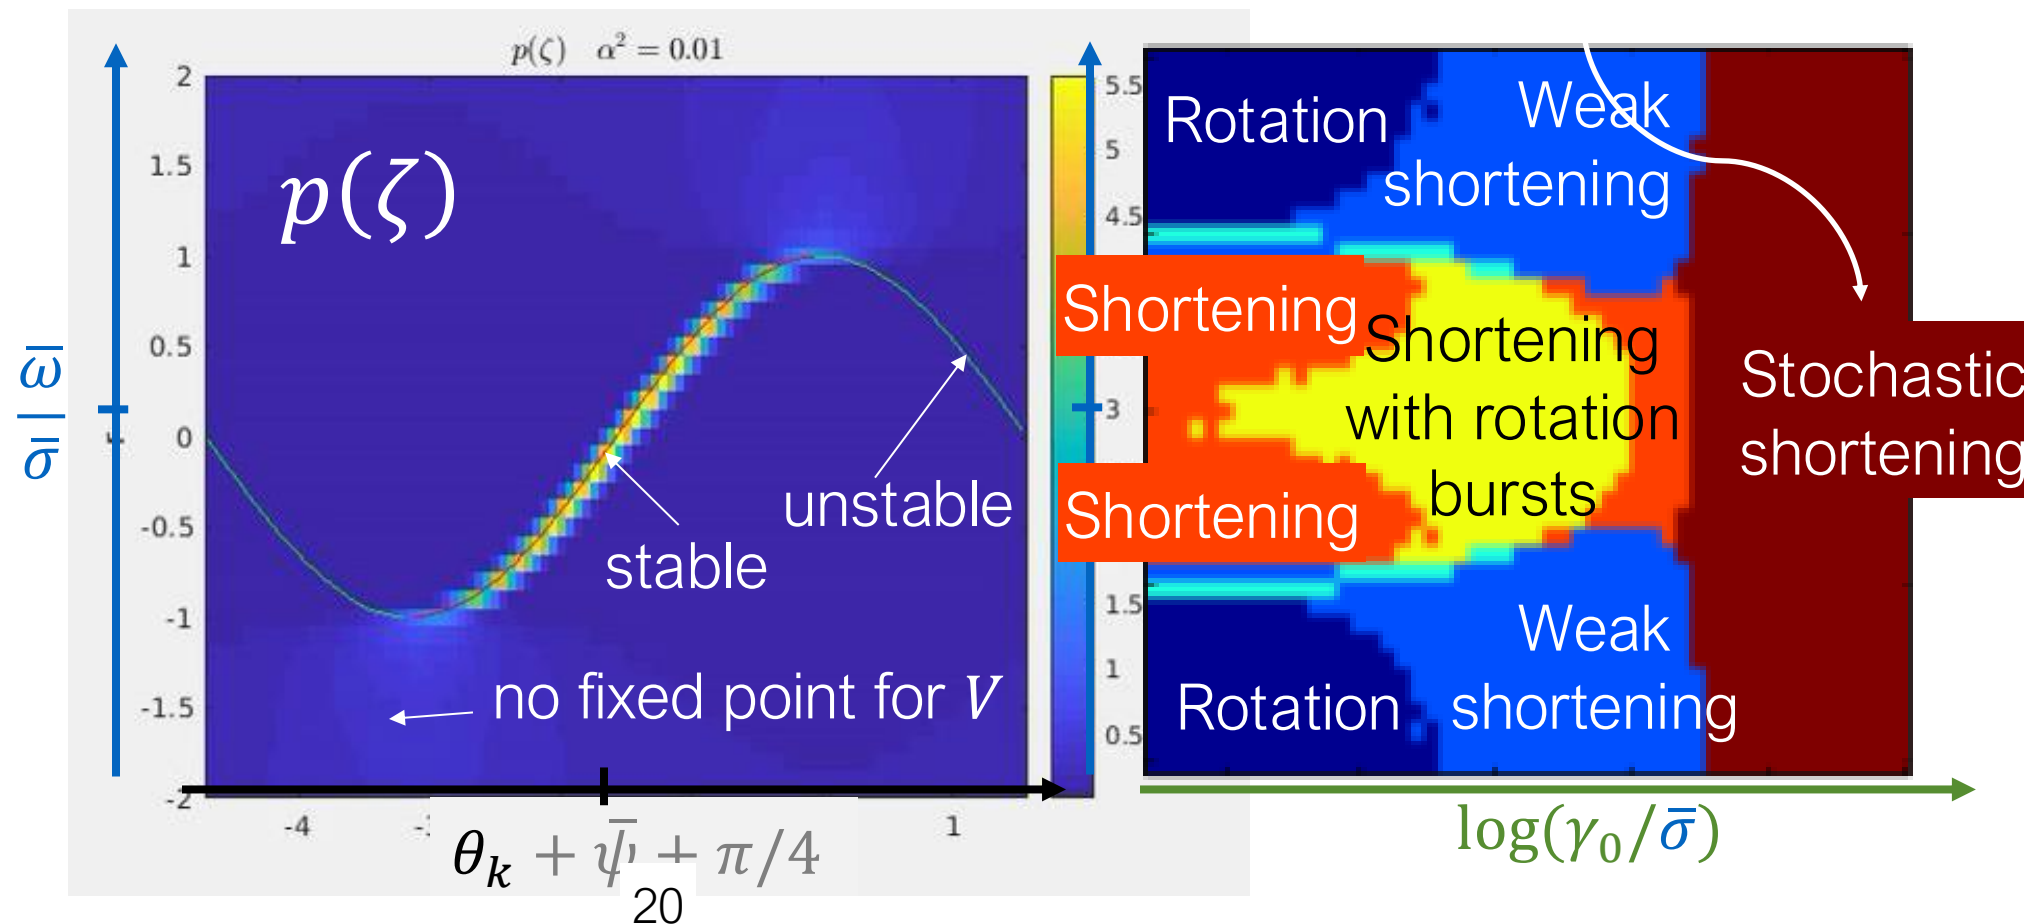 p(ζ) α² = 0.01
2
1.5
1
0.5
0
-0.5
-1
-1.5
-2
-4
1
p(ζ)
unstable
stable
no fixed point for V
ω̅
σ̅
θₖ + ψ̅ + π/4
20
5.5
5
4.5
3
1.5
1
0.5
Rotation
Weak
shortening
Shortening
Shortening
with rotation
bursts
Stochastic
shortening
Shortening
Weak
shortening
Rotation
log(γ₀/σ̅)